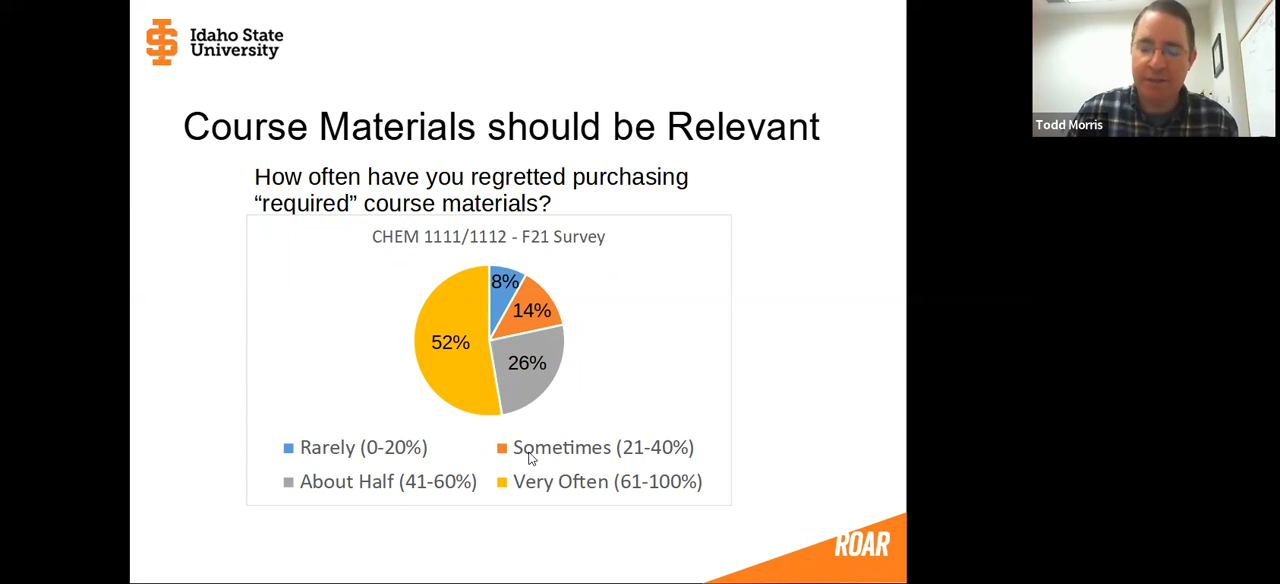 Idaho State
University
Todd Morris
Course Materials should be Relevant
How often have you regretted purchasing
“required” course materials?
CHEM 1111/1112 - F21 Survey
8%
14%
52%
26%
Rarely (0-20%)
Sometimes (21-40%)
About Half (41-60%)
Very Often (61-100%)
ROAR